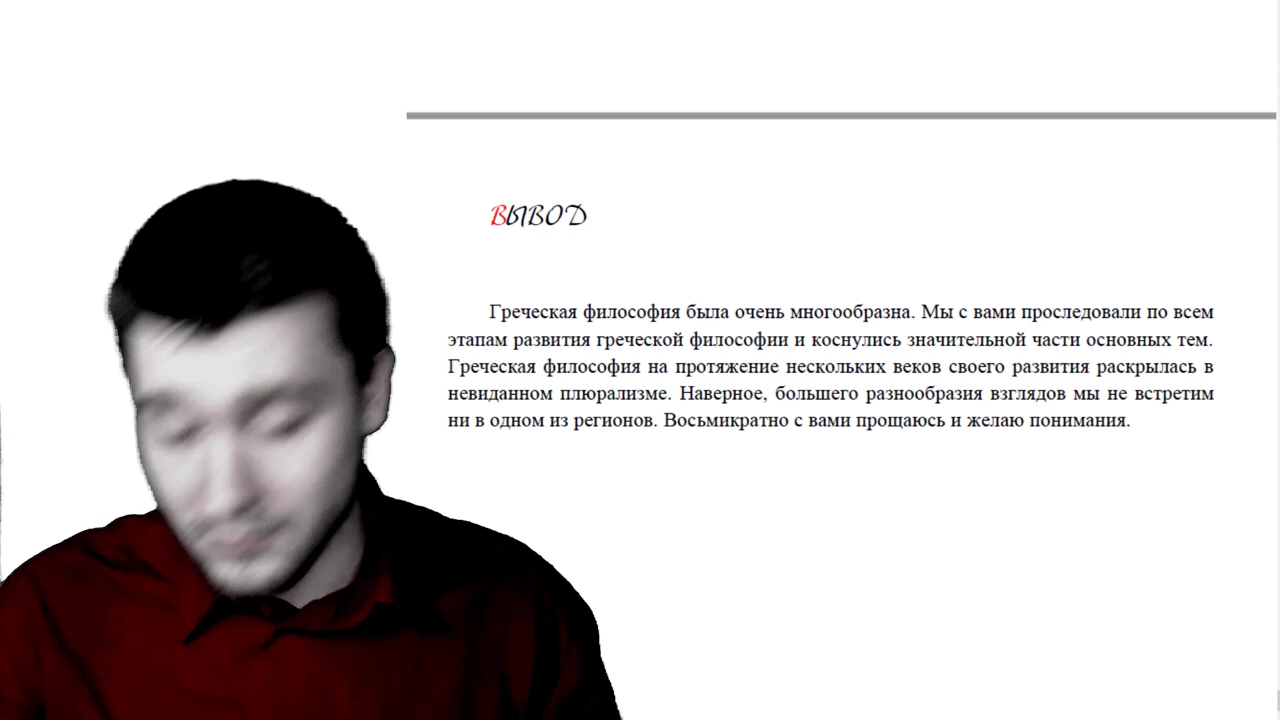 ВЫВОД
Греческая философия была очень многообразна. Мы с вами проследовали по всем
этапам развития греческой философии и коснулись значительной части основных тем.
Греческая философия на протяжение нескольких веков своего развития раскрылась в
невиданном плюрализме. Наверное, большего разнообразия взглядов мы не встретим
ни в одном из регионов. Восьмикратно с вами прощаюсь и желаю понимания.